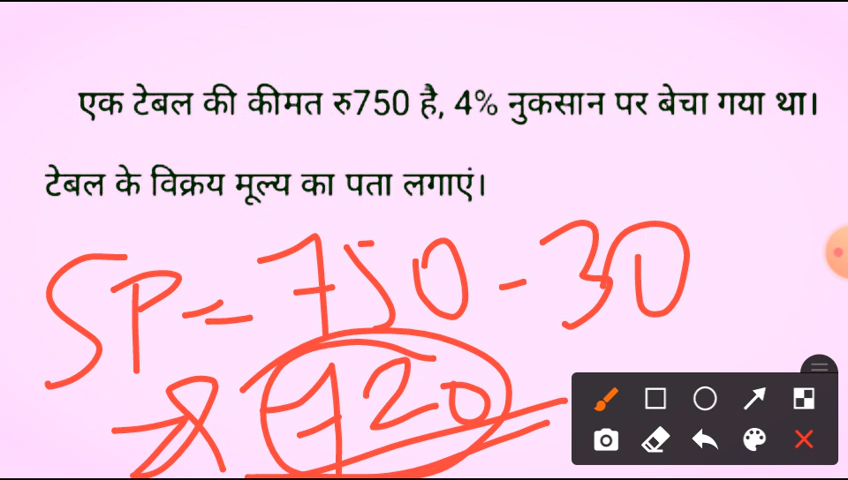 एक टेबल की कीमत रु750 है, 4% नुकसान पर बेचा गया था।
टेबल के विक्रय मूल्य का पता लगाएं।
SP = 750 - 30
₹ 720